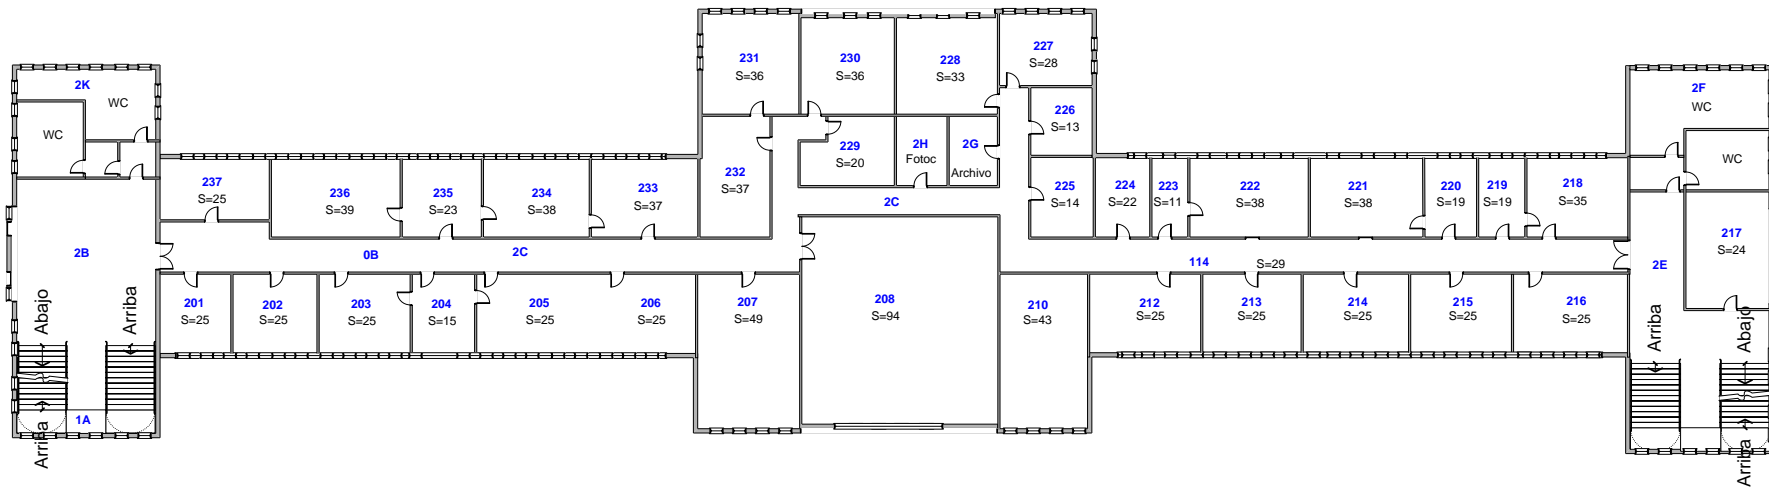 231
S=36
230
S=36
228
S=33
227
S=28
2K
WC
WC
226
S=13
2F
WC
WC
229
S=20
2H
Fotoc
2G
Archivo
237
S=25
236
S=39
235
S=23
234
S=38
233
S=37
232
S=37
225
S=14
224
S=22
223
S=11
222
S=38
221
S=38
220
S=19
219
S=19
218
S=35
217
S=24
2C
2B
0B
2C
114
S=29
2E
201
S=25
202
S=25
203
S=25
204
S=15
205
S=25
206
S=25
207
S=49
208
S=94
210
S=43
212
S=25
213
S=25
214
S=25
215
S=25
216
S=25
Abajo
Arriba
Arriba
1A
Arriba
Abajo
Arriba